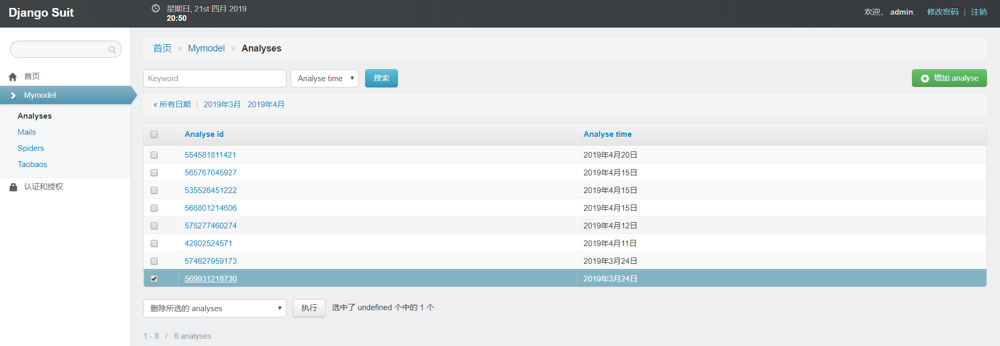 Django Suit
星期日, 21st 四月 2019
20:50
欢迎， admin. 修改密码 | 注销
首页
Mymodel
Analyses
Mails
Spiders
Taobaos
认证和授权
首页 » Mymodel » Analyses
Keyword
Analyse time
搜索
增加 analyse
« 所有日期 | 2019年3月 2019年4月
Analyse id Analyse time
554581811421 2019年4月20日
565767045927 2019年4月15日
535526451222 2019年4月15日
566801214606 2019年4月15日
575277460274 2019年4月12日
42802524571 2019年4月11日
574627959173 2019年3月24日
569931218730 2019年3月24日
删除所选的 analyses
执行
选中了 undefined 个中的 1 个
1 - 8 / 8 analyses